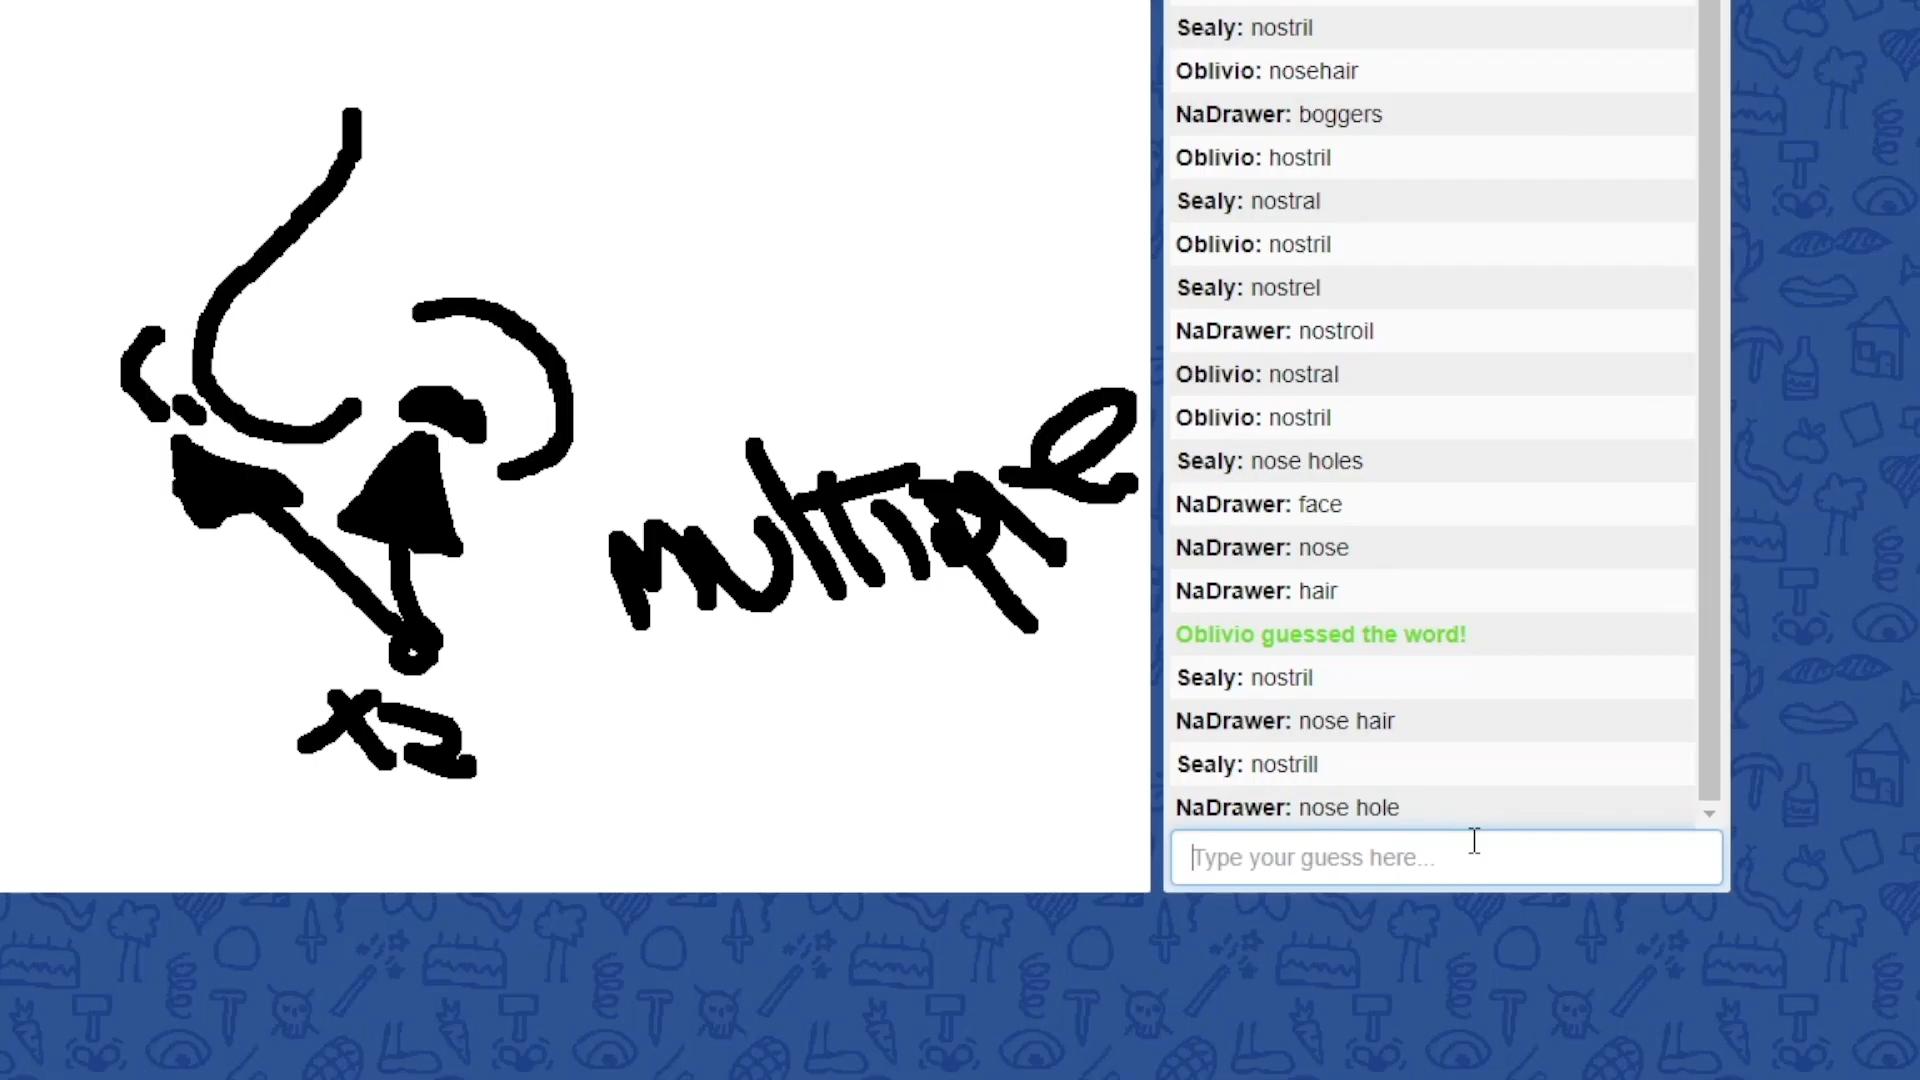 Sealy: nostril
Oblivio: nosehair
NaDrawer: boggers
Oblivio: hostril
Sealy: nostral
Oblivio: nostril
Sealy: nostrel
NaDrawer: nostroil
Oblivio: nostral
Oblivio: nostril
Sealy: nose holes
NaDrawer: face
NaDrawer: nose
NaDrawer: hair
Oblivio guessed the word!
Sealy: nostril
NaDrawer: nose hair
Sealy: nostrill
NaDrawer: nose hole
Type your guess here...
multiple
x2